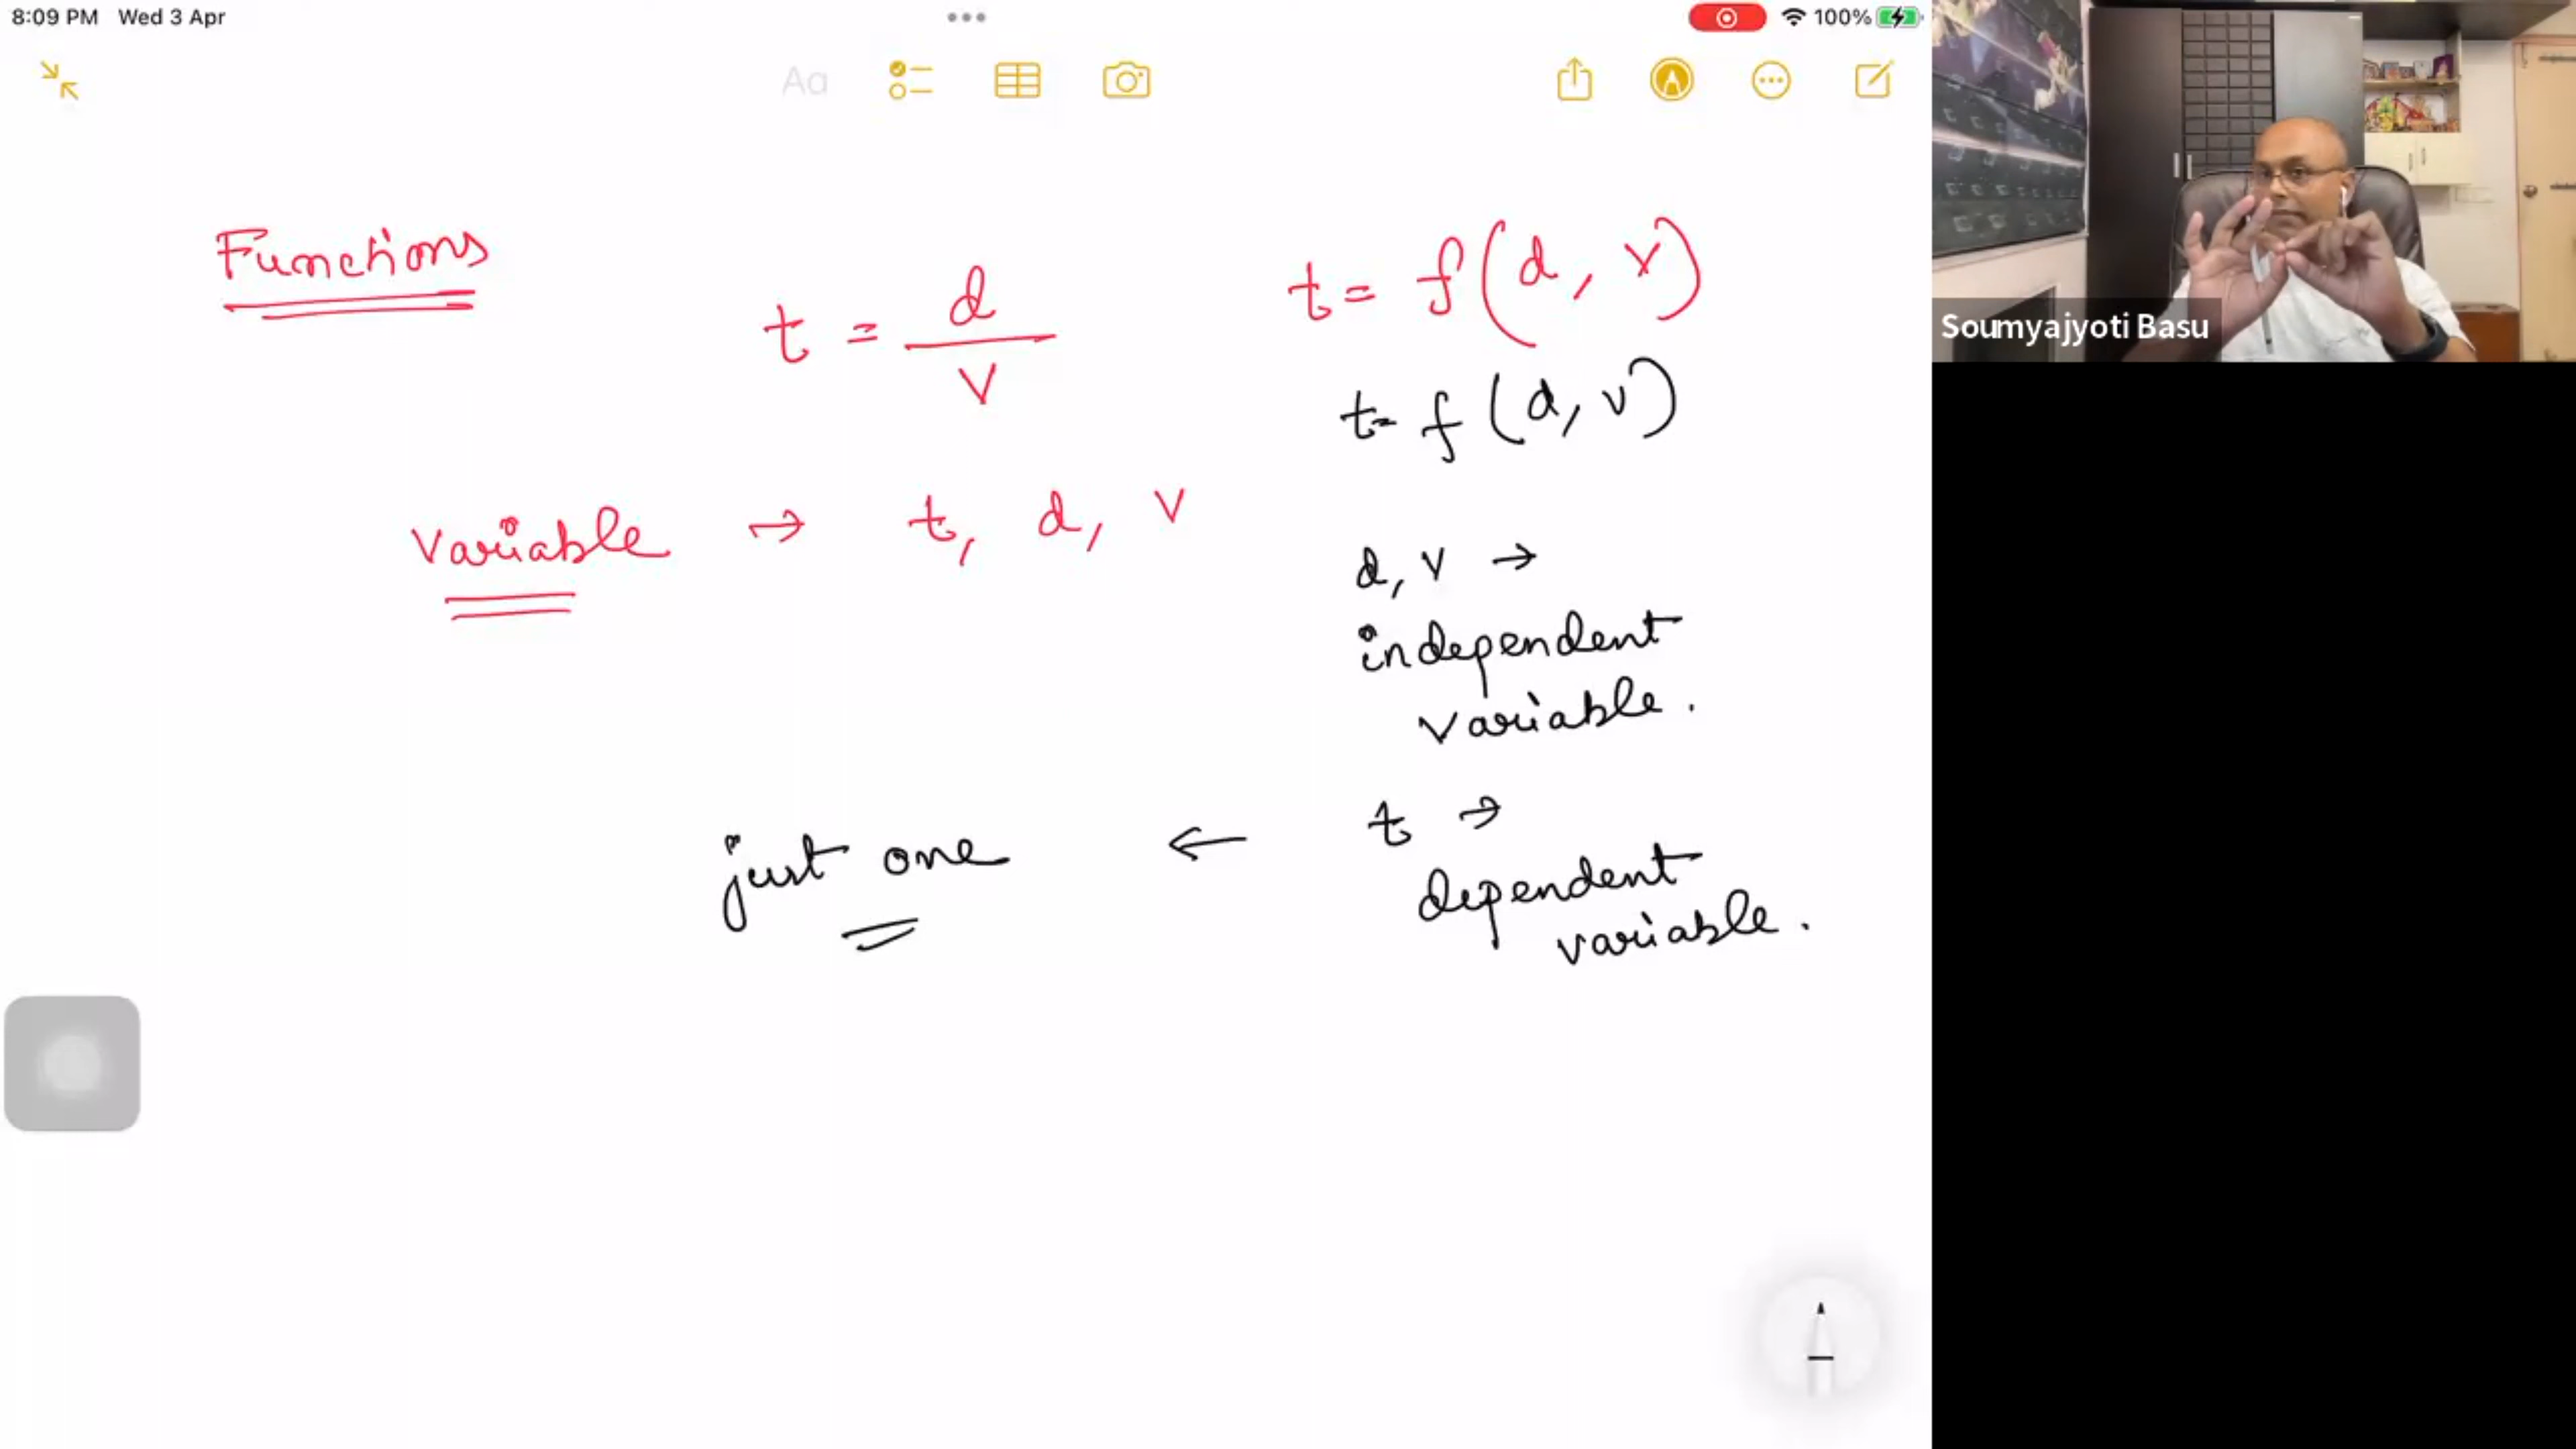 8:09 PM Wed 3 Apr
100%
Aa
Soumyajyoti Basu
Functions
t = d/v
t = f(d, v)
t = f(d, v)
variable → t, d, v
d, v →
independent
variable.
t →
just one ←
dependent
variable.